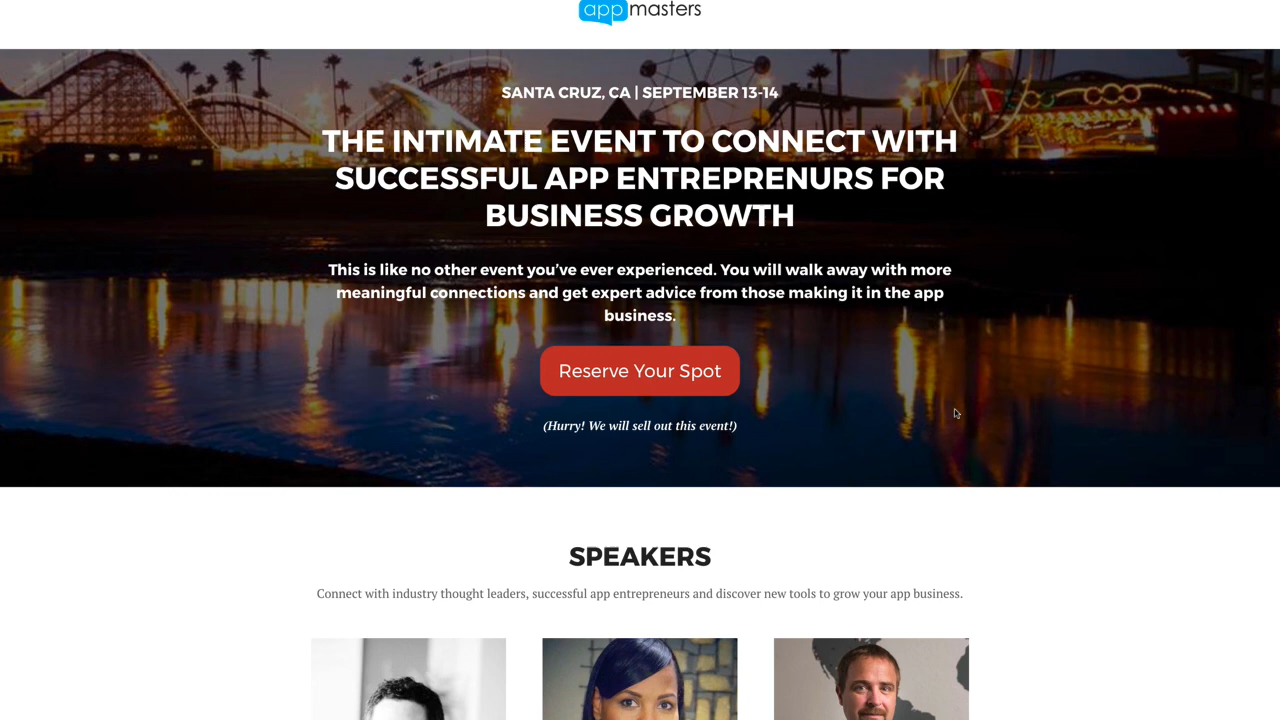 app masters
SANTA CRUZ, CA | SEPTEMBER 13-14
THE INTIMATE EVENT TO CONNECT WITH
SUCCESSFUL APP ENTREPRENURS FOR
BUSINESS GROWTH
This is like no other event you've ever experienced. You will walk away with more
meaningful connections and get expert advice from those making it in the app
business.
Reserve Your Spot
(Hurry! We will sell out this event!)
SPEAKERS
Connect with industry thought leaders, successful app entrepreneurs and discover new tools to grow your app business.